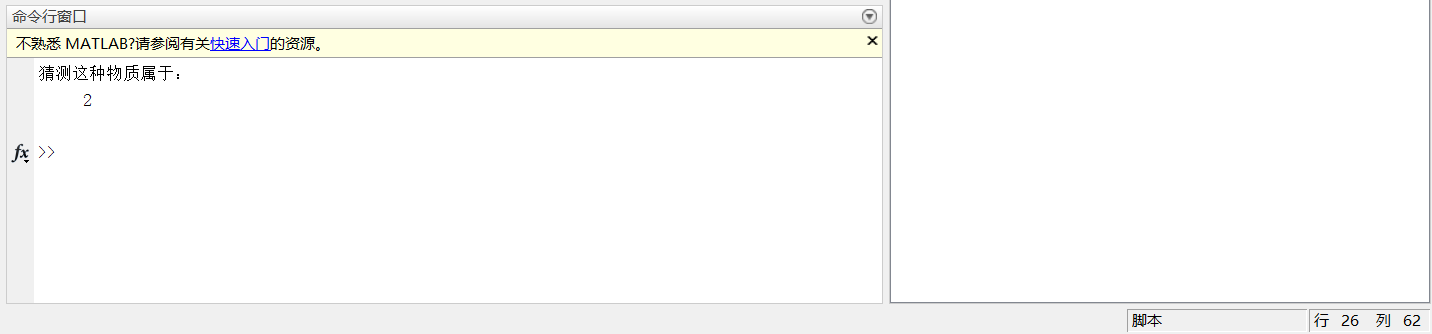 命令行窗口
不熟悉 MATLAB?请参阅有关快速入门的资源。
猜测这种物质属于:
2
fx >>
脚本
行 26 列 62